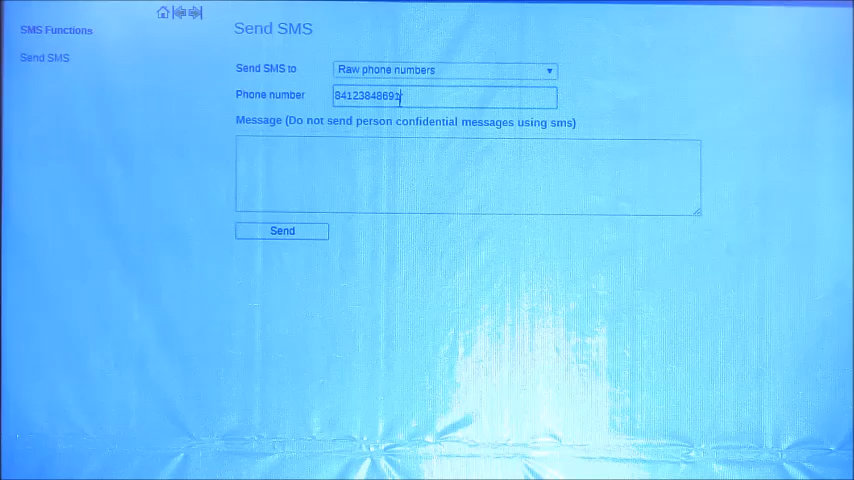 SMS Functions
Send SMS
Send SMS
Send SMS to
Raw phone numbers
Phone number
84123848691
Message (Do not send person confidential messages using sms)
Send